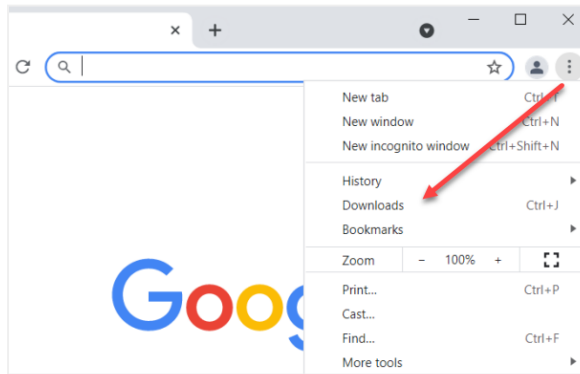 New tab Ctrl+T
New window Ctrl+N
New incognito window Ctrl+Shift+N
History
Downloads Ctrl+J
Bookmarks
Zoom - 100% +
Print... Ctrl+P
Cast...
Find... Ctrl+F
More tools
Goog